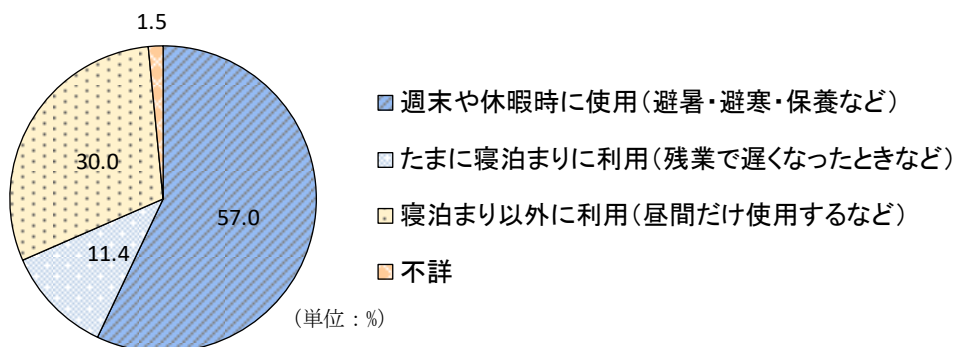 1.5
30.0
57.0
11.4
週末や休暇時に使用(避暑・避寒・保養など)
たまに寝泊まりに利用(残業で遅くなったときなど)
寝泊まり以外に利用(昼間だけ使用するなど)
不詳
(単位：%)